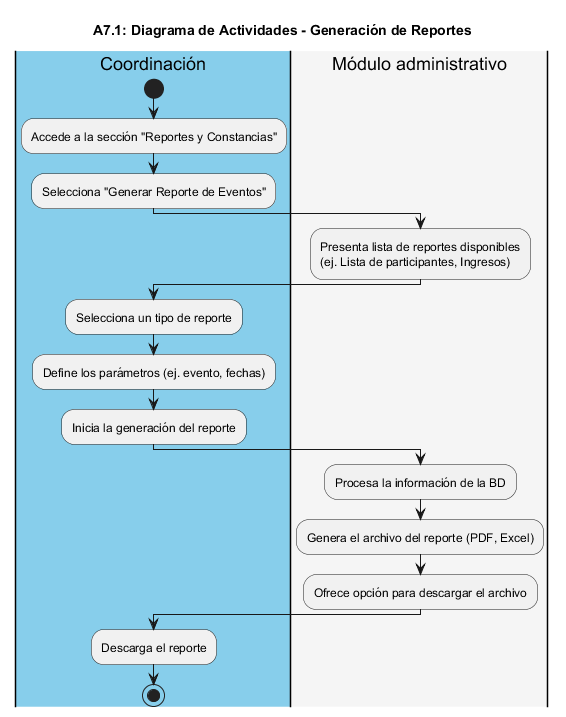 A7.1: Diagrama de Actividades - Generación de Reportes
Coordinación
Módulo administrativo
Accede a la sección "Reportes y Constancias"
Selecciona "Generar Reporte de Eventos"
Presenta lista de reportes disponibles
(ej. Lista de participantes, Ingresos)
Selecciona un tipo de reporte
Define los parámetros (ej. evento, fechas)
Inicia la generación del reporte
Procesa la información de la BD
Genera el archivo del reporte (PDF, Excel)
Ofrece opción para descargar el archivo
Descarga el reporte